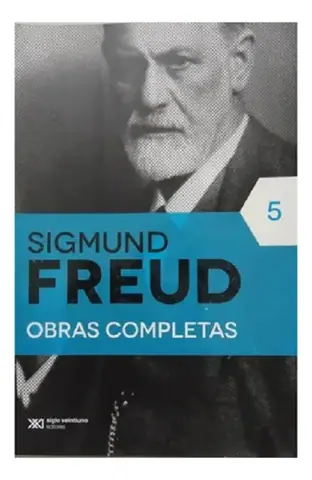 5
SIGMUND
FREUD
OBRAS COMPLETAS
siglo veintiuno
editores